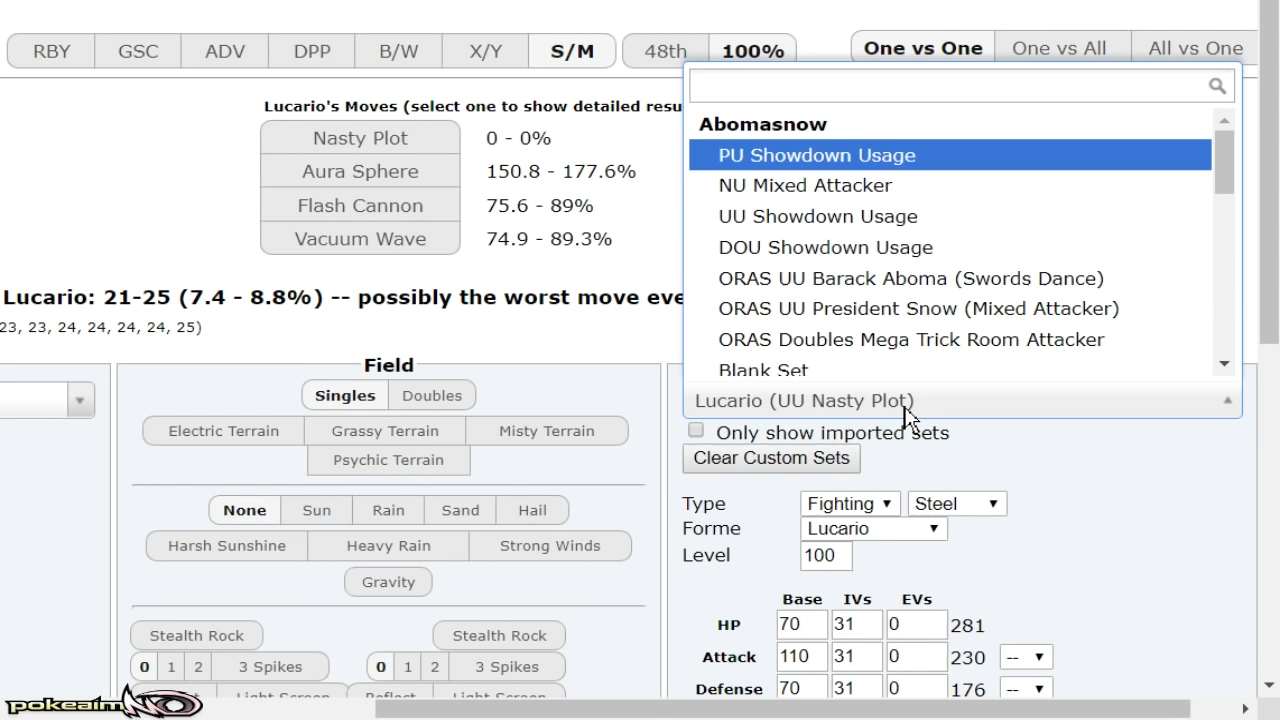 RBY GSC ADV DPP B/W X/Y S/M 48th 100% One vs One One vs All All vs One
Lucario's Moves (select one to show detailed resu
Nasty Plot 0 - 0%
Aura Sphere 150.8 - 177.6%
Flash Cannon 75.6 - 89%
Vacuum Wave 74.9 - 89.3%
Lucario: 21-25 (7.4 - 8.8%) -- possibly the worst move eve
23, 23, 24, 24, 24, 24, 25)
Abomasnow
PU Showdown Usage
NU Mixed Attacker
UU Showdown Usage
DOU Showdown Usage
ORAS UU Barack Aboma (Swords Dance)
ORAS UU President Snow (Mixed Attacker)
ORAS Doubles Mega Trick Room Attacker
Blank Set
Lucario (UU Nasty Plot)
Only show imported sets
Clear Custom Sets
Field
Singles Doubles
Electric Terrain Grassy Terrain Misty Terrain
Psychic Terrain
None Sun Rain Sand Hail
Harsh Sunshine Heavy Rain Strong Winds
Gravity
Stealth Rock Stealth Rock
0 1 2 3 Spikes 0 1 2 3 Spikes
Light Screen Reflect Light Screen
Type Fighting Steel
Forme Lucario
Level 100
Base IVs EVs
HP 70 31 0 281
Attack 110 31 0 230 --
Defense 70 31 0 176 --
pokeaimMD